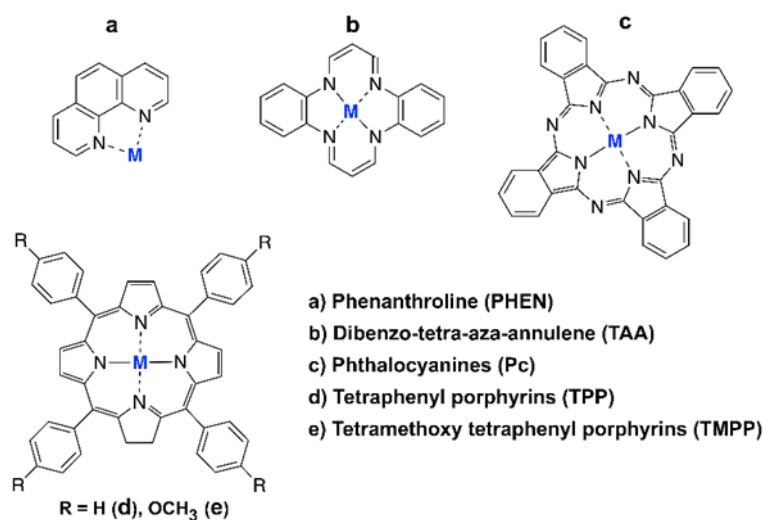 a
b
c
N
N
M
N
N
M
N
N
N
N
N
M
N
N
N
N
N
N
R
R
N
N
M
N
N
R
R
R = H (d), OCH₃ (e)
a) Phenanthroline (PHEN)
b) Dibenzo-tetra-aza-annulene (TAA)
c) Phthalocyanines (Pc)
d) Tetraphenyl porphyrins (TPP)
e) Tetramethoxy tetraphenyl porphyrins (TMPP)